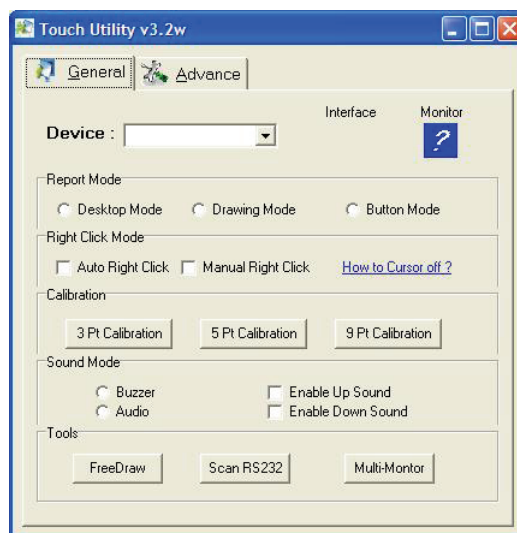 Touch Utility v3.2w
General Advance
Interface Monitor
Device :
?
Report Mode
Desktop Mode Drawing Mode Button Mode
Right Click Mode
Auto Right Click Manual Right Click How to Cursor off ?
Calibration
3 Pt Calibration 5 Pt Calibration 9 Pt Calibration
Sound Mode
Buzzer Enable Up Sound
Audio Enable Down Sound
Tools
FreeDraw Scan RS232 Multi-Montor